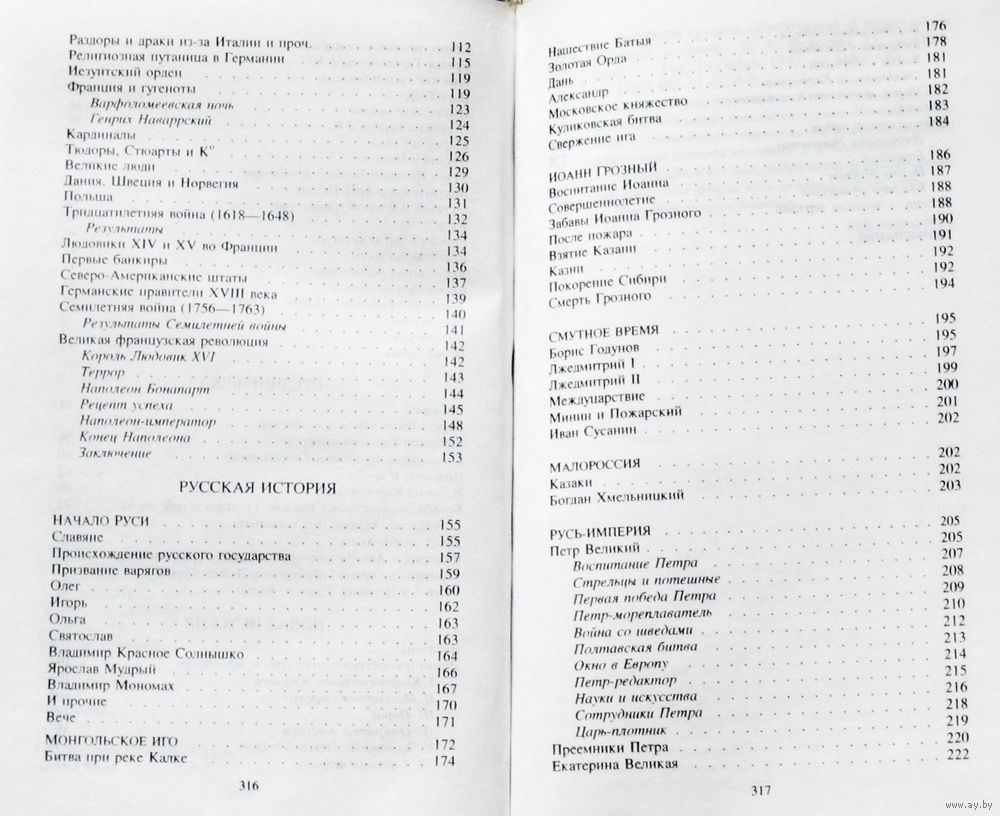 Раздоры и драки из-за Италии и проч. 112
Религиозная путаница в Германии 115
Иезуитский орден 119
Франция и гугеноты 119
Варфоломеевская ночь 123
Генрих Наваррский 124
Кардиналы 125
Тюдоры, Стюарты и К° 126
Великие люди 129
Дания, Швеция и Норвегия 130
Польша 131
Тридцатилетняя война (1618—1648) 132
Результаты 134
Людовики XIV и XV во Франции 134
Первые банкиры 136
Северо-Американские штаты 137
Германские правители XVIII века 139
Семилетняя война (1756—1763) 140
Результаты Семилетней войны 141
Великая французская революция 142
Король Людовик XVI 142
Террор 143
Наполеон Бонапарт 144
Рецепт успеха 145
Наполеон-император 148
Конец Наполеона 152
Заключение 153
РУССКАЯ ИСТОРИЯ
НАЧАЛО РУСИ 155
Славяне 155
Происхождение русского государства 157
Призвание варягов 159
Олег 160
Игорь 162
Ольга 163
Святослав 163
Владимир Красное Солнышко 164
Ярослав Мудрый 166
Владимир Мономах 167
И прочие 170
Вече 171
МОНГОЛЬСКОЕ ИГО 172
Битва при реке Калке 174
316
Нашествие Батыя 176
Золотая Орда 178
Дань 181
Александр 181
Московское княжество 182
Куликовская битва 183
Свержение ига 184
ИОАНН ГРОЗНЫЙ 186
Воспитание Иоанна 187
Совершеннолетие 188
Забавы Иоанна Грозного 188
После пожара 190
Взятие Казани 191
Казни 192
Покорение Сибири 192
Смерть Грозного 194
СМУТНОЕ ВРЕМЯ 195
Борис Годунов 195
Лжедмитрий I 197
Лжедмитрий II 199
Междуцарствие 200
Минин и Пожарский 201
Иван Сусанин 202
МАЛОРОССИЯ 202
Казаки 202
Богдан Хмельницкий 203
РУСЬ-ИМПЕРИЯ 205
Петр Великий 205
Воспитание Петра 207
Стрельцы и потешные 208
Первая победа Петра 209
Петр-мореплаватель 210
Война со шведами 212
Полтавская битва 213
Окно в Европу 214
Петр-редактор 215
Науки и искусства 216
Сотрудники Петра 218
Царь-плотник 219
Преемники Петра 220
Екатерина Великая 222
317
www.ay.by